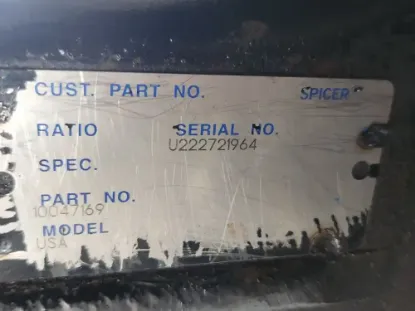 CUST. PART NO. SPICER
RATIO SERIAL NO.
U222721964
SPEC.
PART NO.
10047169
MODEL
USA